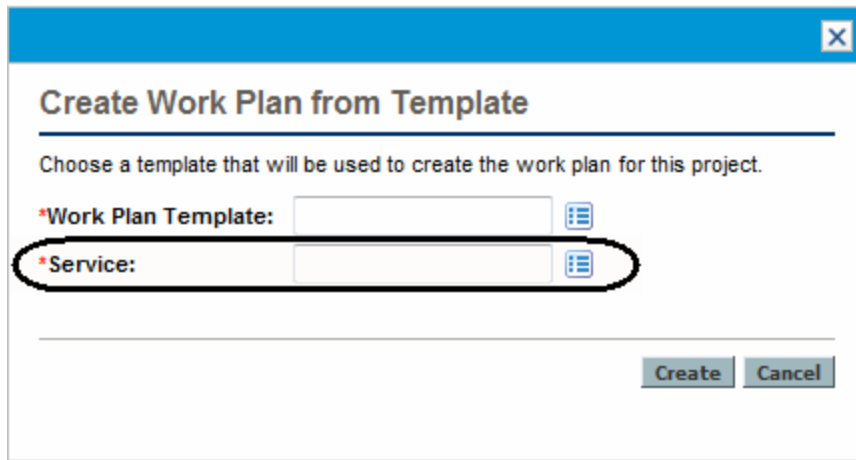 Create Work Plan from Template
Choose a template that will be used to create the work plan for this project.
*Work Plan Template:
*Service:
Create Cancel